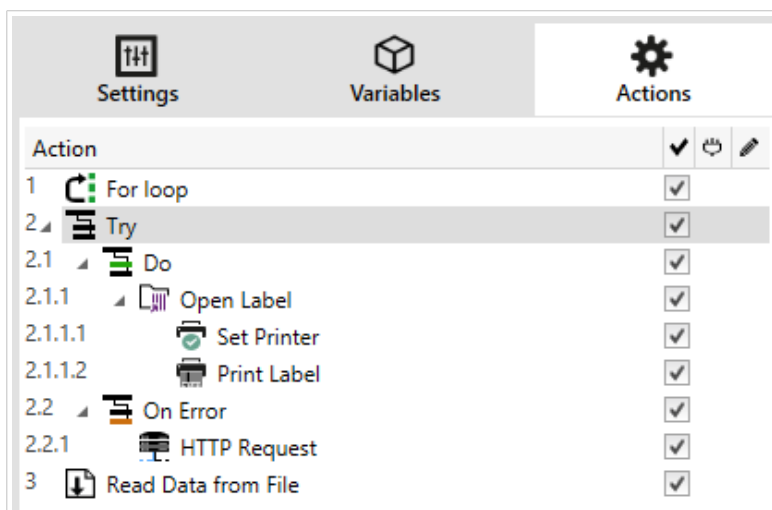 Settings Variables Actions
Action
1 For loop
2 Try
2.1 Do
2.1.1 Open Label
2.1.1.1 Set Printer
2.1.1.2 Print Label
2.2 On Error
2.2.1 HTTP Request
3 Read Data from File